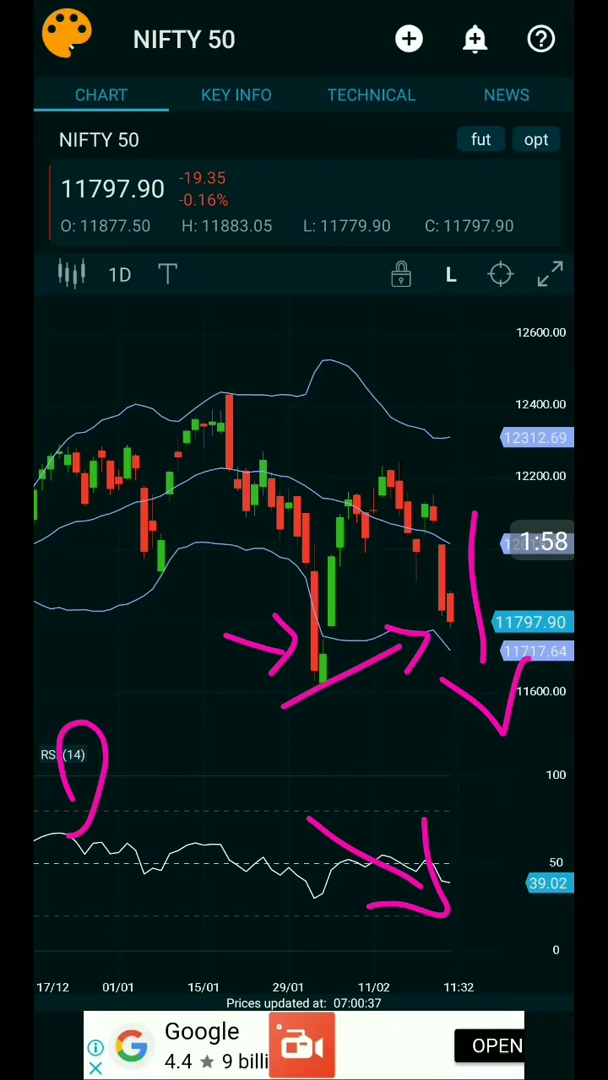 NIFTY 50
CHART KEY INFO TECHNICAL NEWS
NIFTY 50 fut opt
11797.90 -19.35
-0.16%
O: 11877.50 H: 11883.05 L: 11779.90 C: 11797.90
1D T L
12600.00
12400.00
12312.69
12200.00
1:58
11797.90
11717.64
11600.00
(14)
100
50
39.02
0
17/12 01/01 15/01 29/01 11/02 11:32
Prices updated at: 07:00:37
Google
4.4 ★ 9 billi
OPEN